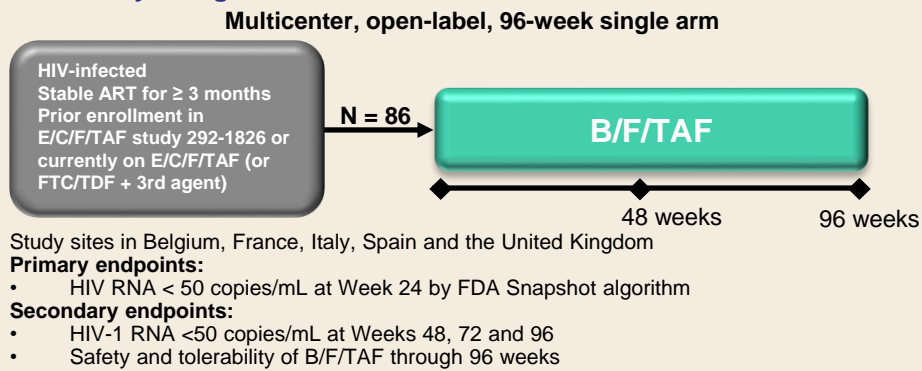 Multicenter, open-label, 96-week single arm
HIV-infected
Stable ART for ≥ 3 months
Prior enrollment in
E/C/F/TAF study 292-1826 or
currently on E/C/F/TAF (or
FTC/TDF + 3rd agent)
N = 86
B/F/TAF
48 weeks
96 weeks
Study sites in Belgium, France, Italy, Spain and the United Kingdom
Primary endpoints:
• HIV RNA < 50 copies/mL at Week 24 by FDA Snapshot algorithm
Secondary endpoints:
• HIV-1 RNA <50 copies/mL at Weeks 48, 72 and 96
• Safety and tolerability of B/F/TAF through 96 weeks